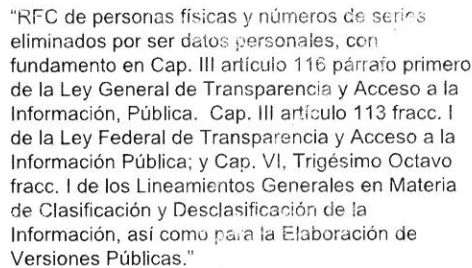 “RFC de personas físicas y números de series
eliminados por ser datos personales, con
fundamento en Cap. III artículo 116 párrafo primero
de la Ley General de Transparencia y Acceso a la
Información, Pública.  Cap. III artículo 113 fracc. I
de la Ley Federal de Transparencia y Acceso a la
Información Pública; y Cap. VI, Trigésimo Octavo
fracc. I de los Lineamientos Generales en Materia
de Clasificación y Desclasificación de la
Información, así como para la Elaboración de
Versiones Públicas.”